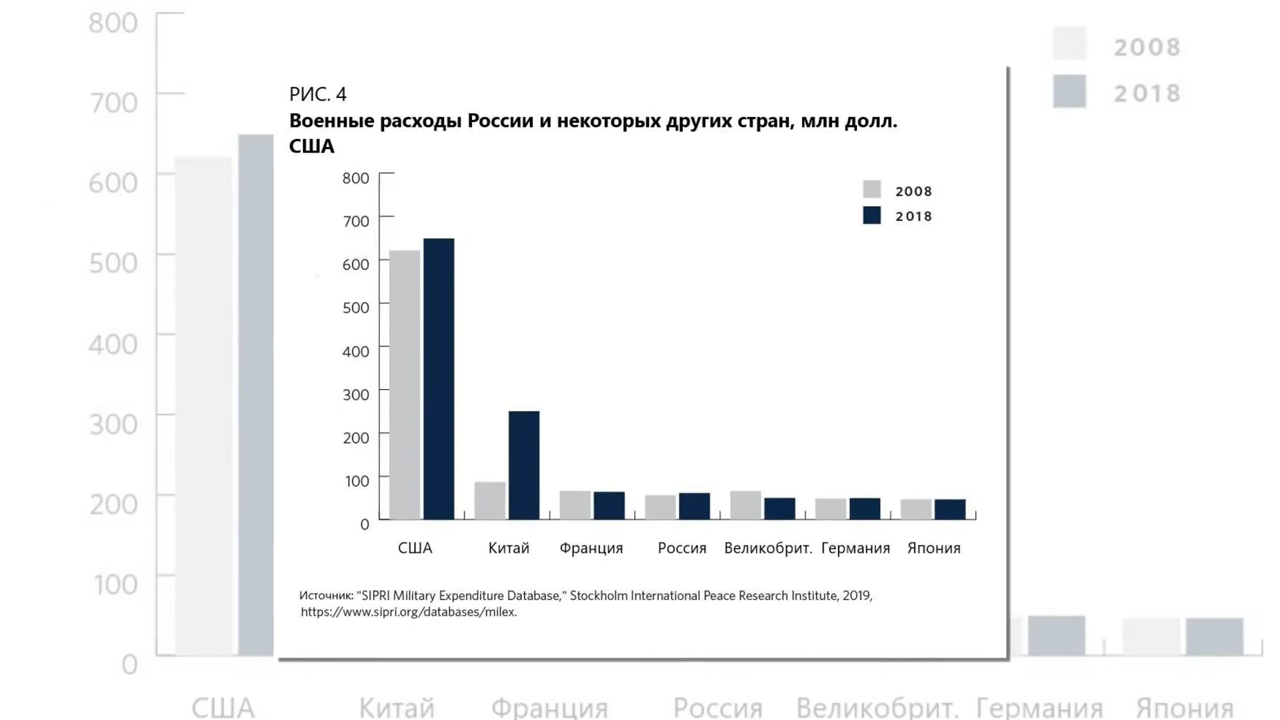 800
700
600
500
400
300
200
100
0
США
Китай
Франция
Россия
Великобрит.
Германия
Япония
2008
2018
РИС. 4
Военные расходы России и некоторых других стран, млн долл.
США
800
700
600
500
400
300
200
100
0
2008
2018
США
Китай
Франция
Россия
Великобрит.
Германия
Япония
Источник: "SIPRI Military Expenditure Database," Stockholm International Peace Research Institute, 2019,
https://www.sipri.org/databases/milex.